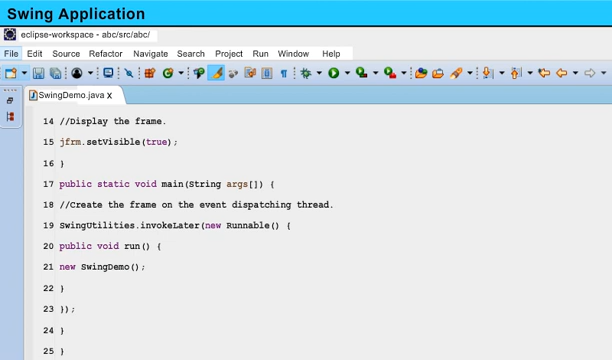 Swing Application
eclipse-workspace - abc/src/abc/
File Edit Source Refactor Navigate Search Project Run Window Help
SwingDemo.java x
14 //Display the frame.
15 jfrm.setVisible(true);
16 }
17 public static void main(String args[]) {
18 //Create the frame on the event dispatching thread.
19 SwingUtilities.invokeLater(new Runnable() {
20 public void run() {
21 new SwingDemo();
22 }
23 });
24 }
25 }